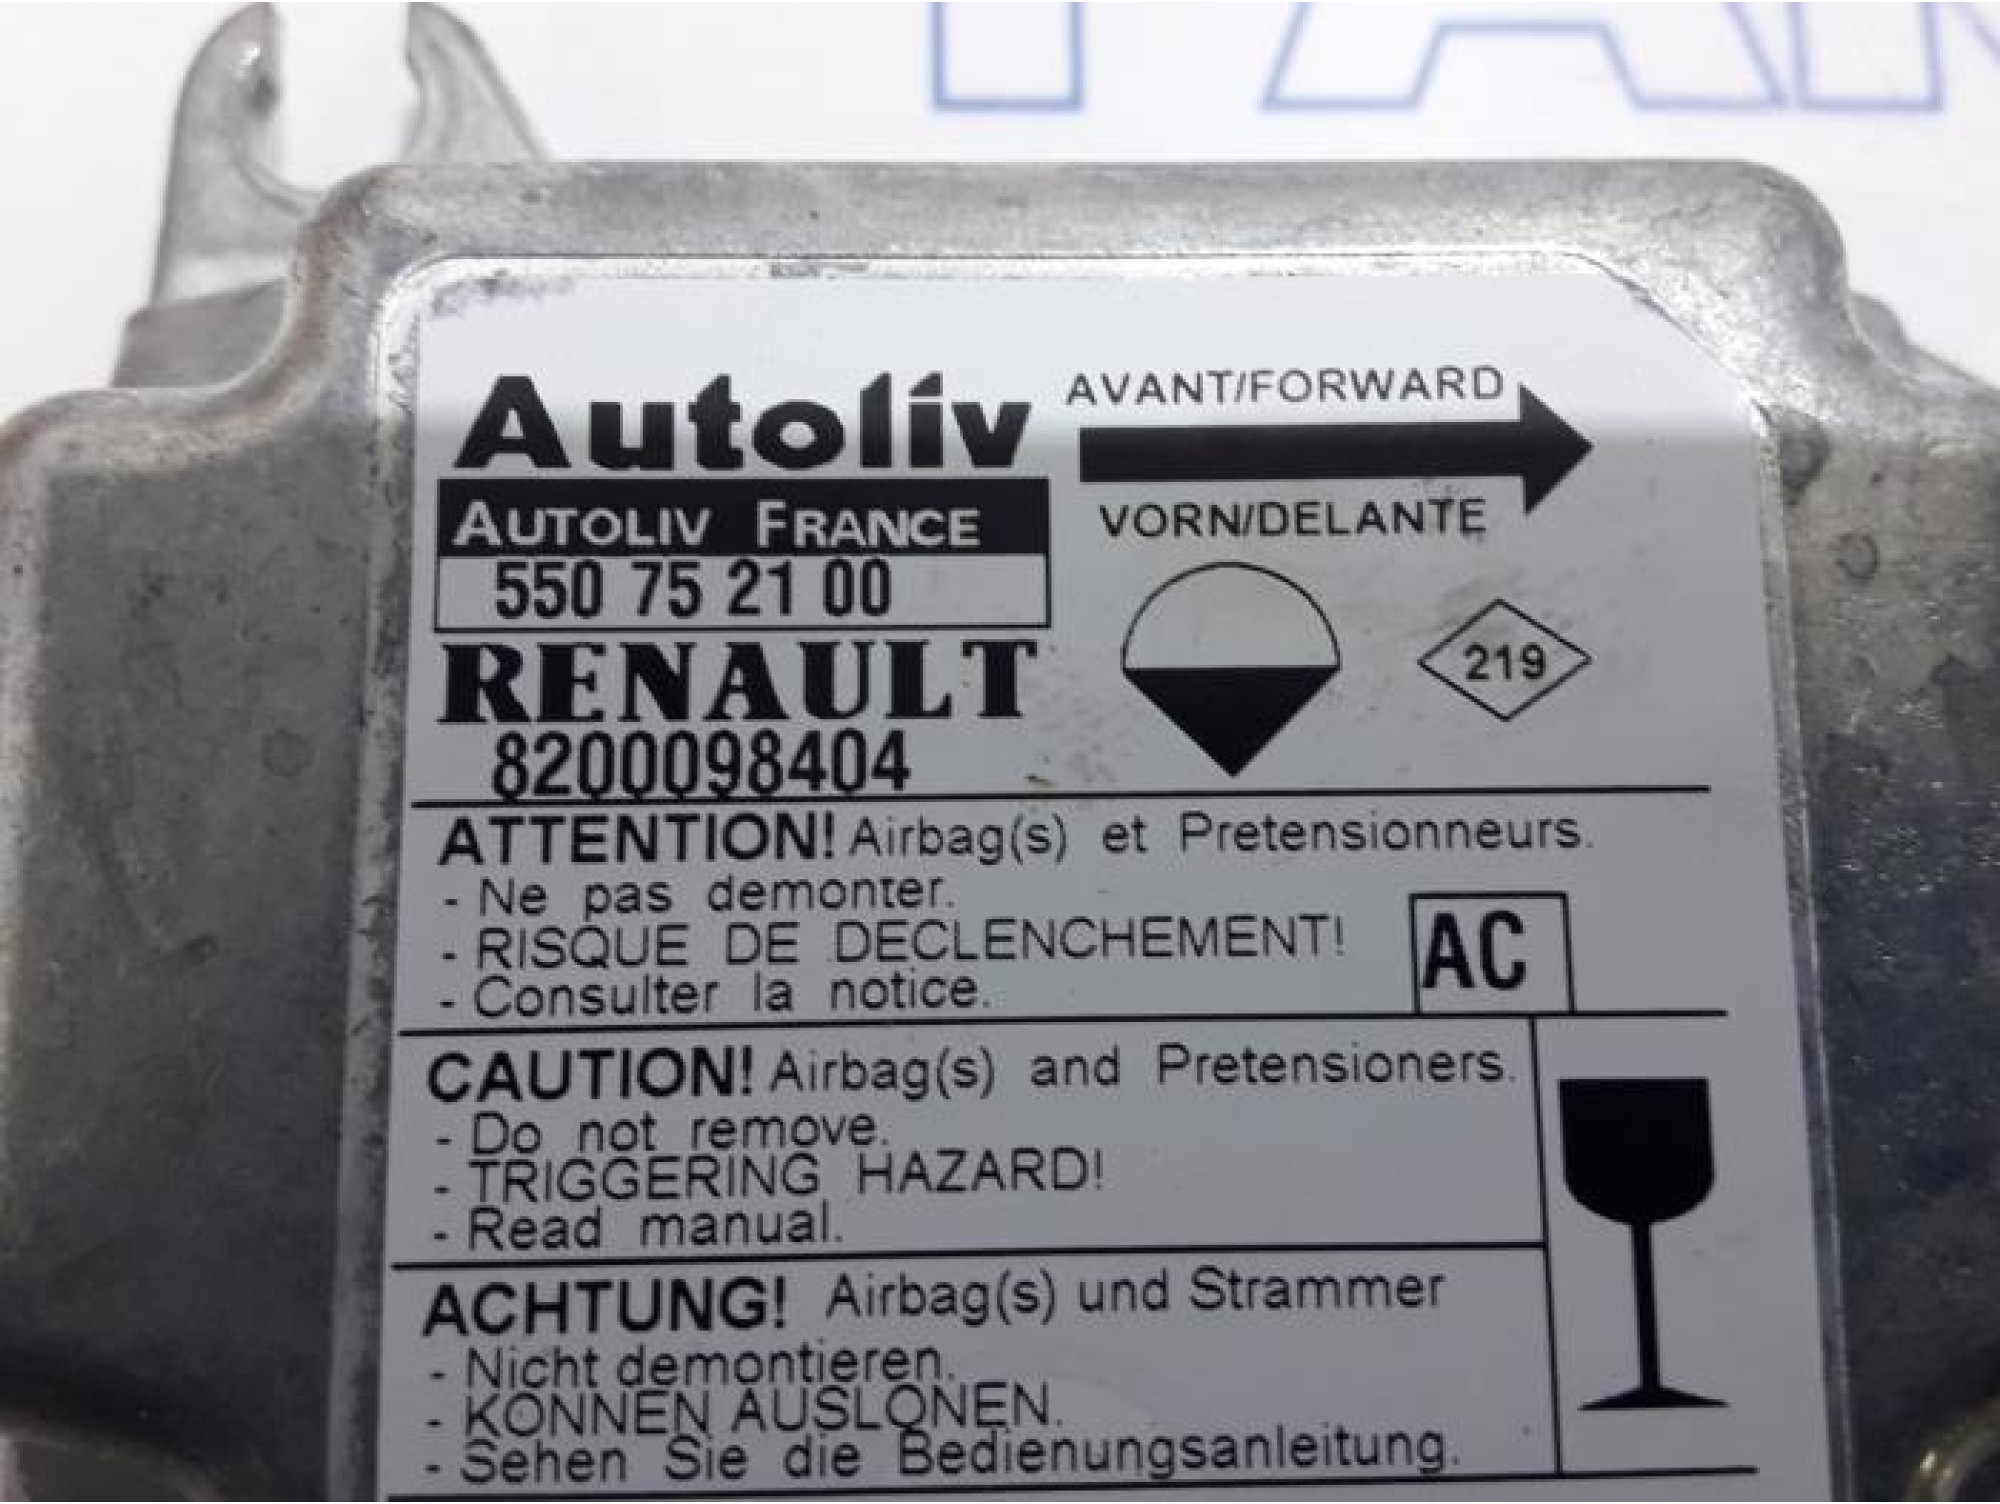 Autoliv
AVANT/FORWARD
AUTOLIV FRANCE
VORN/DELANTE
550 75 21 00
RENAULT
219
8200098404
ATTENTION! Airbag(s) et Pretensionneurs.
- Ne pas demonter.
- RISQUE DE DECLENCHEMENT!
- Consulter la notice.
AC
CAUTION! Airbag(s) and Pretensioners.
- Do not remove.
- TRIGGERING HAZARD!
- Read manual.
ACHTUNG! Airbag(s) und Strammer
- Nicht demontieren.
- KONNEN AUSLONEN.
- Sehen Sie die Bedienungsanleitung.